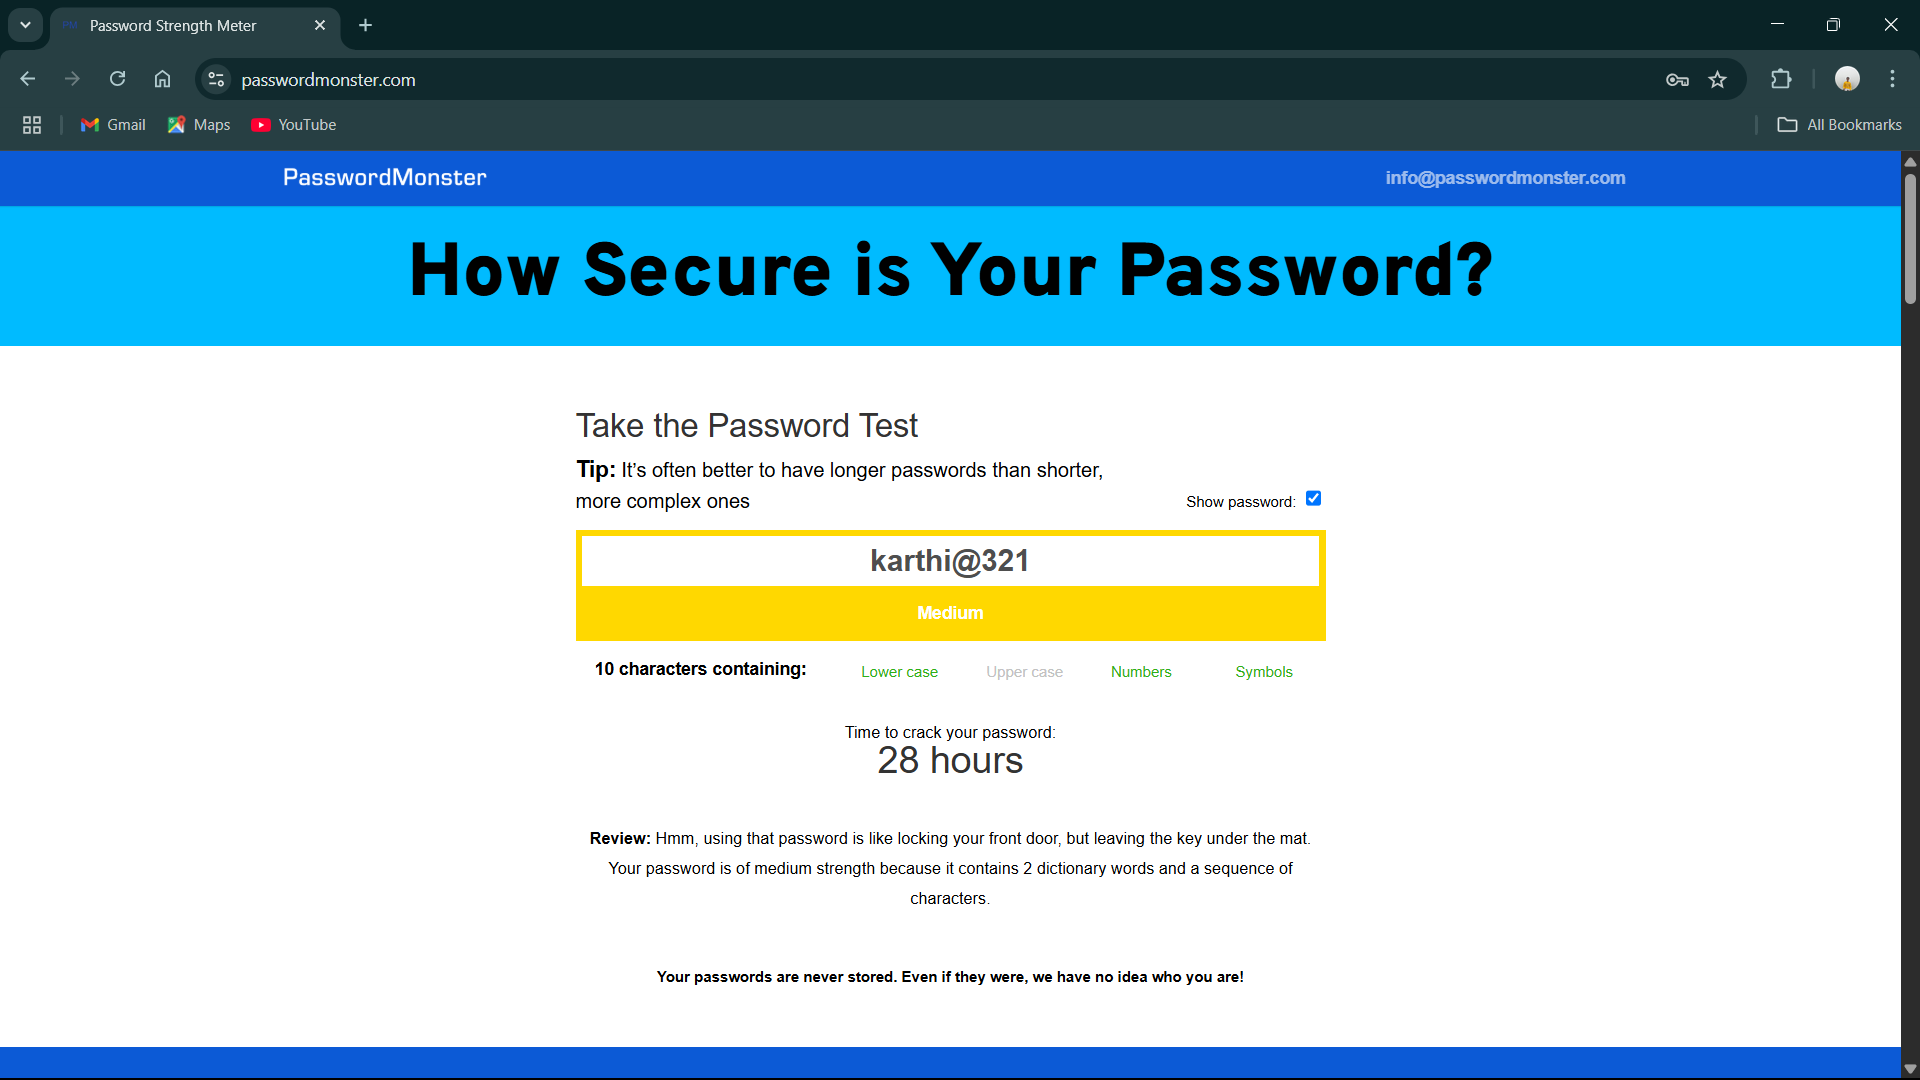 Password Strength Meter
passwordmonster.com
Gmail
Maps
YouTube
All Bookmarks
PasswordMonster
info@passwordmonster.com
How Secure is Your Password?
Take the Password Test
Tip: It’s often better to have longer passwords than shorter,
more complex ones
Show password:
karthi@321
Medium
10 characters containing:
Lower case
Upper case
Numbers
Symbols
Time to crack your password:
28 hours
Review: Hmm, using that password is like locking your front door, but leaving the key under the mat.
Your password is of medium strength because it contains 2 dictionary words and a sequence of
characters.
Your passwords are never stored. Even if they were, we have no idea who you are!